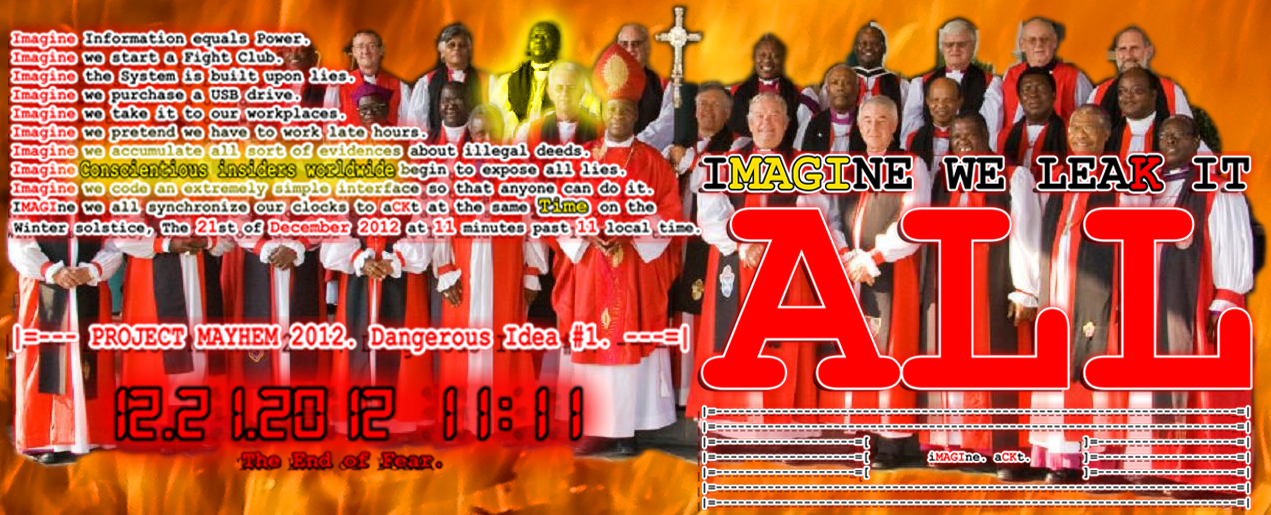 Imagine Information equals Power.
Imagine we start a Fight Club.
Imagine the System is built upon lies.
Imagine we purchase a USB drive.
Imagine we take it to our workplaces.
Imagine we pretend we have to work late hours.
Imagine we accumulate all sort of evidences about illegal deeds.
Imagine Conscientious insiders worldwide begin to expose all lies.
Imagine we code an extremely simple interface so that anyone can do it.
IMAGIne we all synchronize our clocks to aCKt at the same Time on the
Winter solstice, The 21st of December 2012 at 11 minutes past 11 local time.
|=--- PROJECT MAYHEM 2012. Dangerous Idea #1. ---=|
12.21.2012 11:11
The End of Fear.
IMAGINE WE LEAK IT
ALL
|=-----------------------------------------------------------------=|
|=-----------------------------------------------------------------=|
|=------------------={ }=------------------=|
|=------------------={ iMAGIne. aCKt. }=------------------=|
|=------------------={ }=------------------=|
|=-----------------------------------------------------------------=|
|=-----------------------------------------------------------------=|